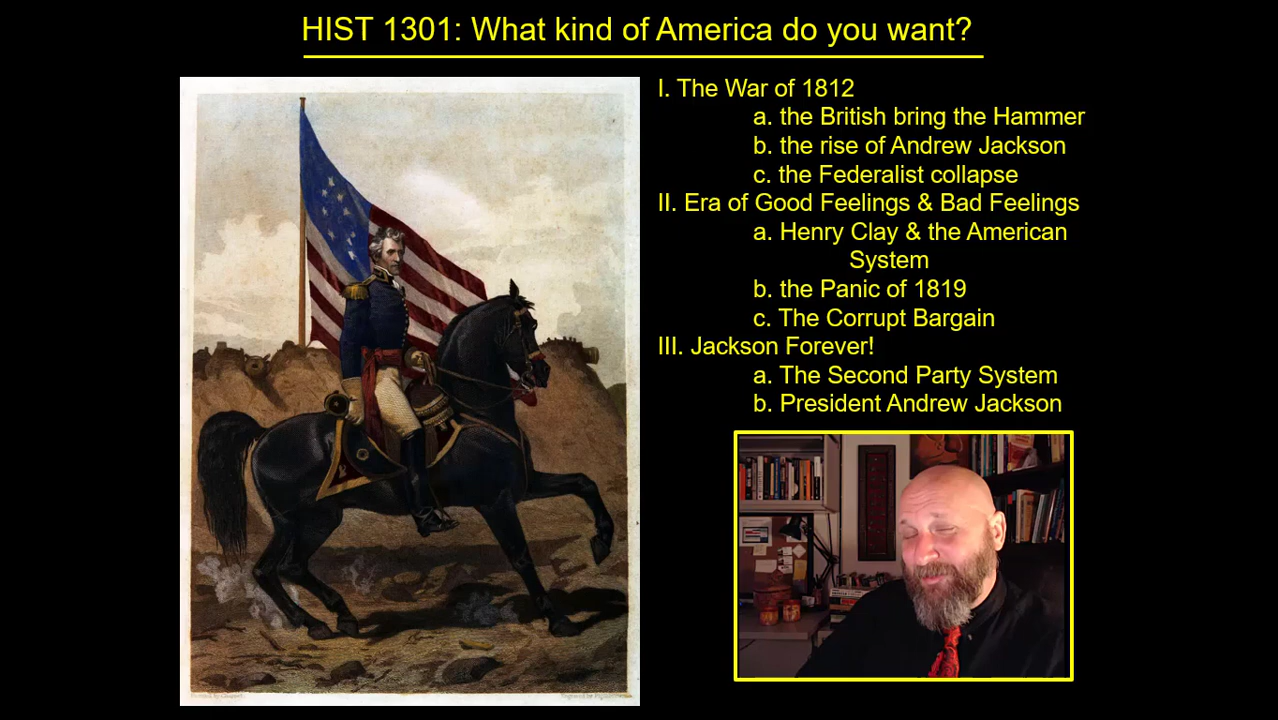 HIST 1301: What kind of America do you want?
I. The War of 1812
a. the British bring the Hammer
b. the rise of Andrew Jackson
c. the Federalist collapse
II. Era of Good Feelings & Bad Feelings
a. Henry Clay & the American
System
b. the Panic of 1819
c. The Corrupt Bargain
III. Jackson Forever!
a. The Second Party System
b. President Andrew Jackson